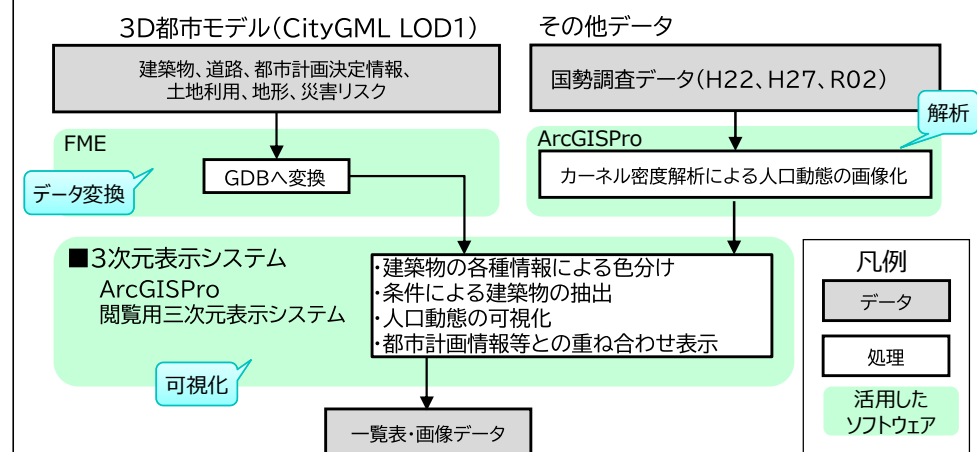 3D都市モデル(CityGML LOD1)
その他データ
建築物、道路、都市計画決定情報、
土地利用、地形、災害リスク
国勢調査データ(H22、H27、R02)
解析
FME
ArcGISPro
GDBへ変換
カーネル密度解析による人口動態の画像化
データ変換
■3次元表示システム
ArcGISPro
閲覧用三次元表示システム
・建築物の各種情報による色分け
・条件による建築物の抽出
・人口動態の可視化
・都市計画情報等との重ね合わせ表示
可視化
一覧表・画像データ
凡例
データ
処理
活用した
ソフトウェア